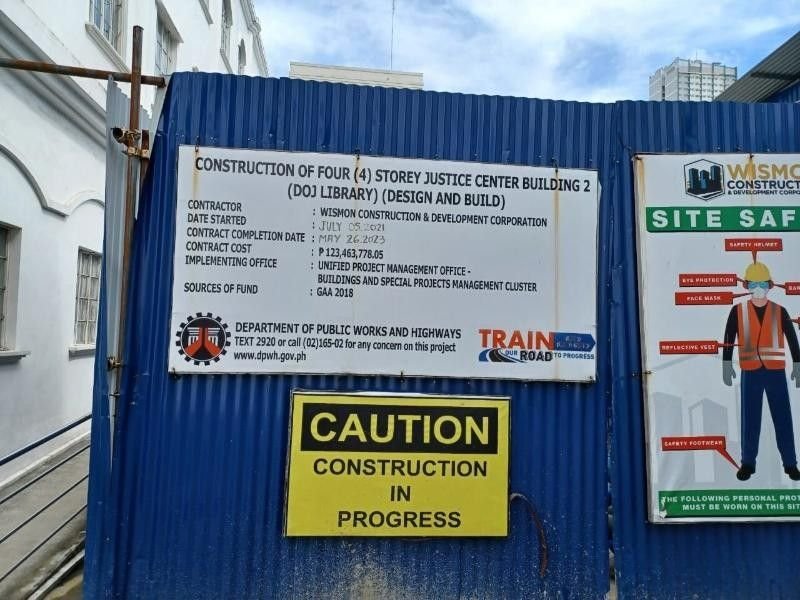 CONSTRUCTION OF FOUR (4) STOREY JUSTICE CENTER BUILDING 2
(DOJ LIBRARY) (DESIGN AND BUILD)
CONTRACTOR : WISMON CONSTRUCTION & DEVELOPMENT CORPORATION
DATE STARTED : JULY 05, 2021
CONTRACT COMPLETION DATE : MAY 26, 2023
CONTRACT COST : ₱ 123,463,778.05
IMPLEMENTING OFFICE : UNIFIED PROJECT MANAGEMENT OFFICE -
BUILDINGS AND SPECIAL PROJECTS MANAGEMENT CLUSTER
SOURCES OF FUND : GAA 2018
DEPARTMENT OF PUBLIC WORKS AND HIGHWAYS
TEXT 2920 or call (02)165-02 for any concern on this project
www.dpwh.gov.ph
TRAIN
OUR ROAD TO PROGRESS
CAUTION
CONSTRUCTION
IN
PROGRESS
WISMO
CONSTRUCT
& DEVELOPMENT CORPOR
SITE SAF
SAFETY HELMET
EYE PROTECTION
EAR
FACE MASK
REFLECTIVE VEST
SAFETY FOOTWEAR
THE FOLLOWING PERSONAL PROT
MUST BE WORN ON THIS SIT